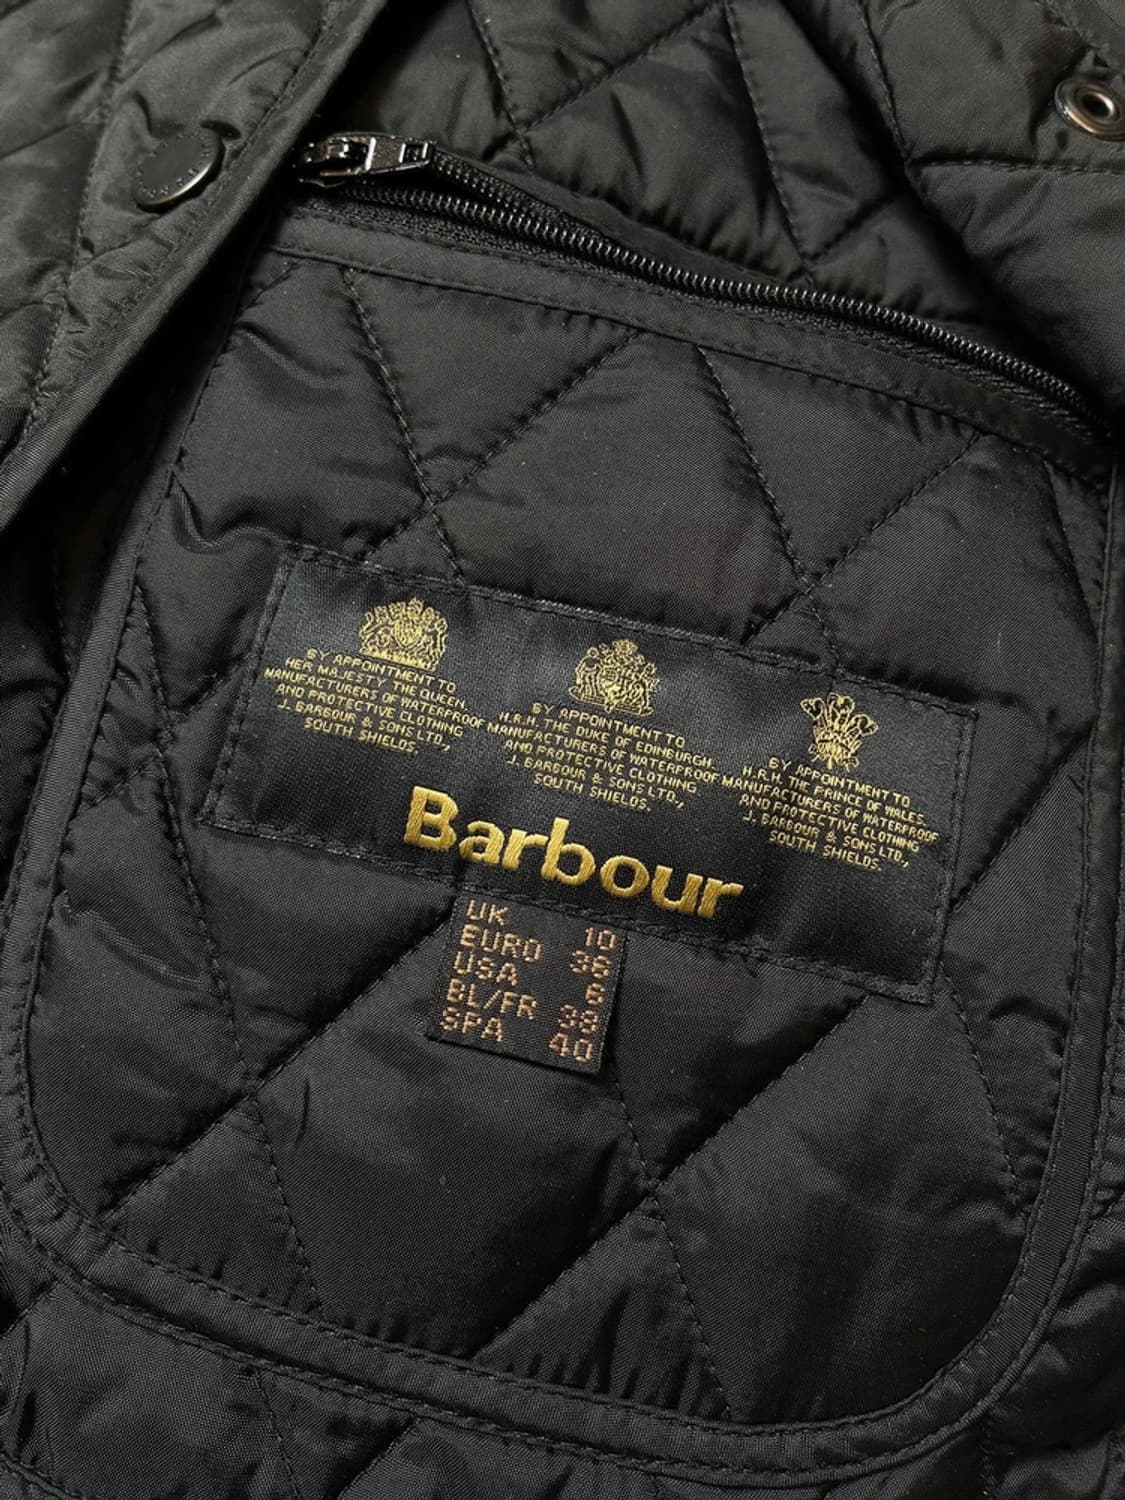 BY APPOINTMENT TO
HER MAJESTY THE QUEEN
MANUFACTURERS OF WATERPROOF
AND PROTECTIVE CLOTHING
J. BARBOUR & SONS LTD.,
SOUTH SHIELDS.
BY APPOINTMENT TO
H.R.H. THE DUKE OF EDINBURGH
MANUFACTURERS OF WATERPROOF
AND PROTECTIVE CLOTHING
J. BARBOUR & SONS LTD.,
SOUTH SHIELDS.
BY APPOINTMENT TO
H.R.H. THE PRINCE OF WALES
MANUFACTURERS OF WATERPROOF
AND PROTECTIVE CLOTHING
J. BARBOUR & SONS LTD.,
SOUTH SHIELDS.
Barbour
UK 10
EURO 36
USA 6
BL/FR 38
SPA 40